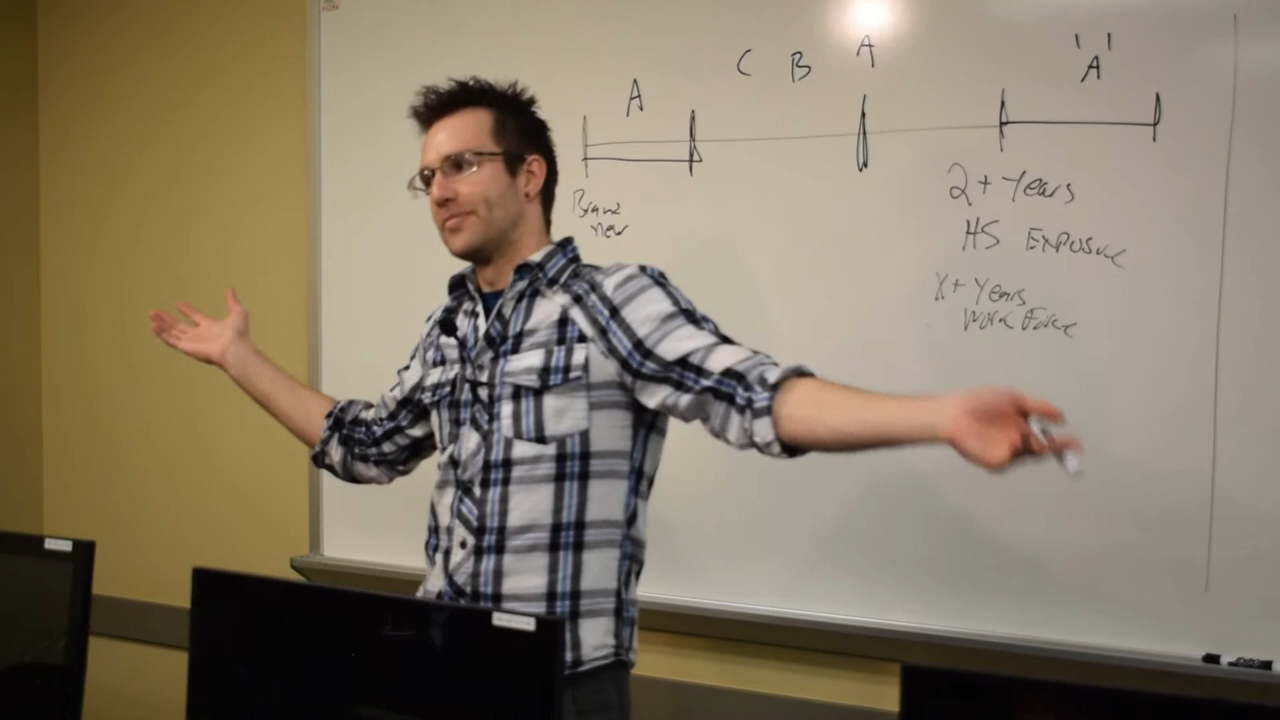 A
C B A
'A'
Brand
new
2+ Years
HS Exposure
X+ Years
Work Force